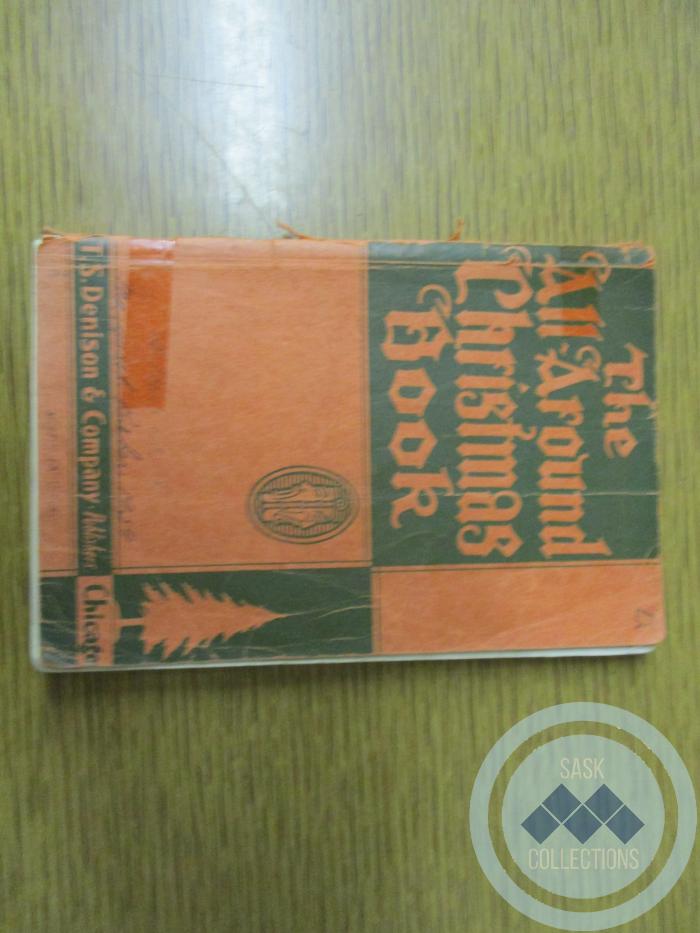 The
All-Around
Christmas
Book
T.S. Denison & Company, Publishers Chicago
SASK
COLLECTIONS